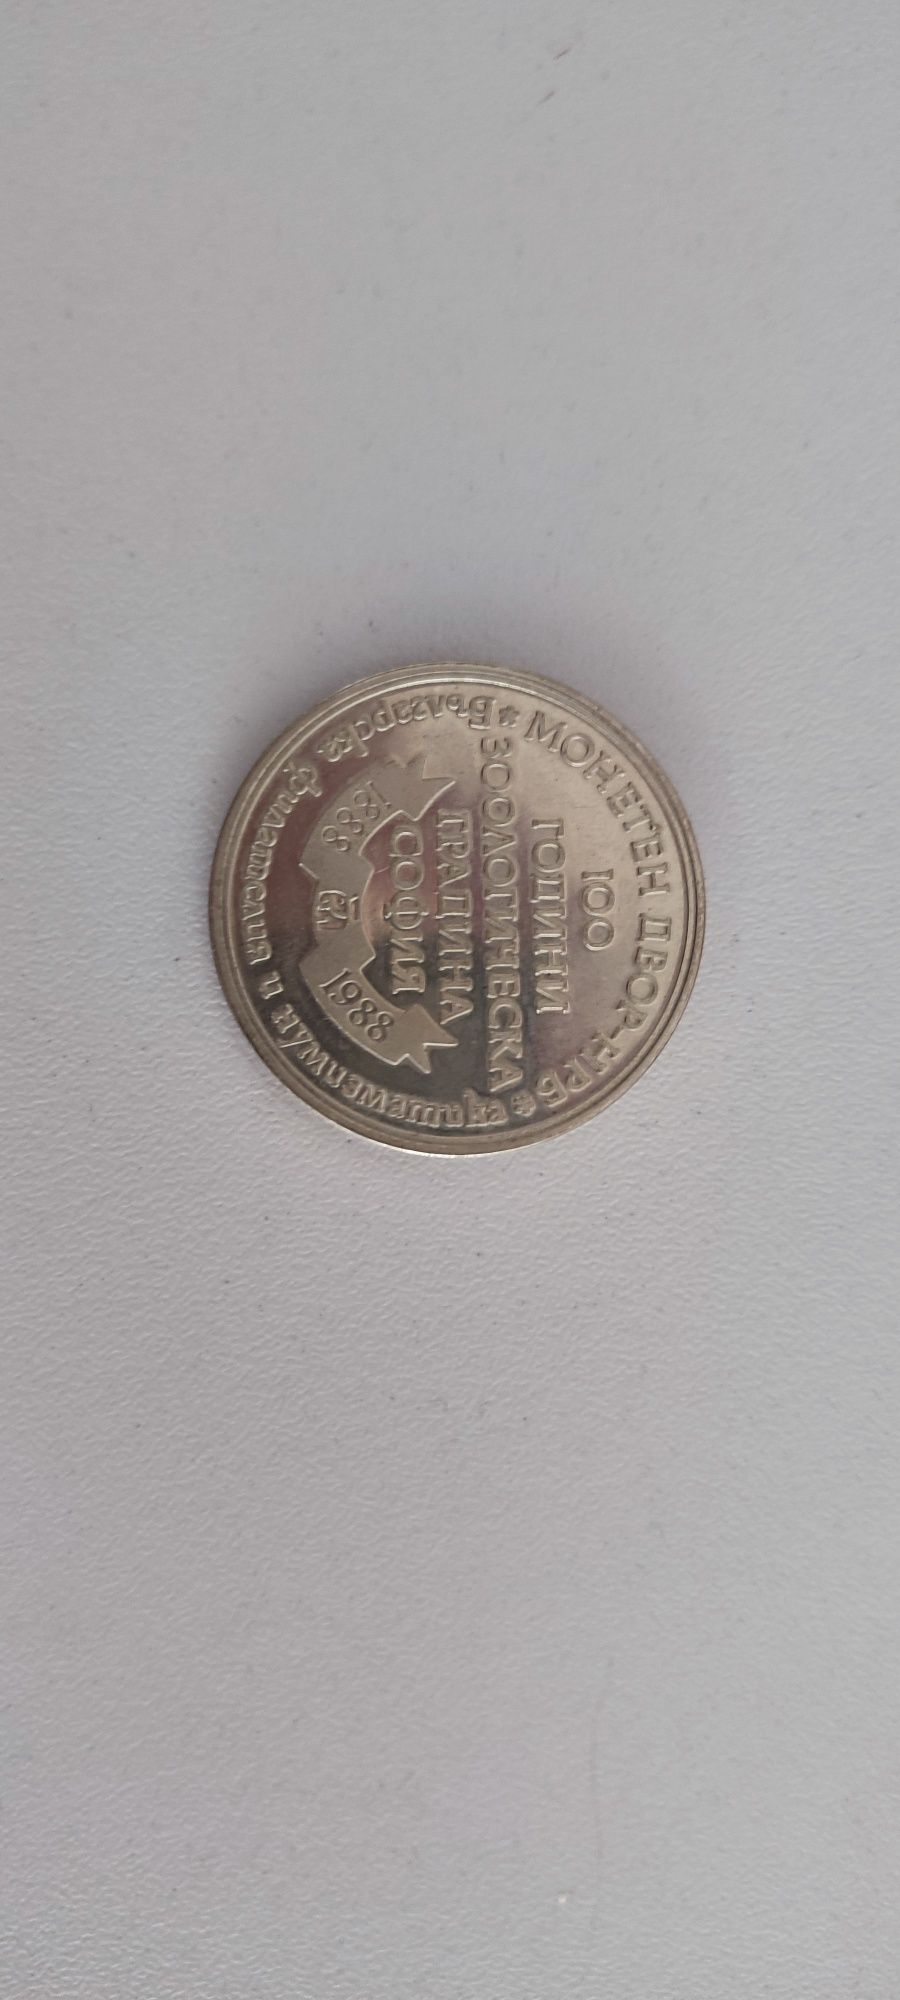 МОНЕТЕН ДВОР-НРБ
100
ГОДИНИ
ЗООЛОГИЧЕСКА
ГРАДИНА
СОФИЯ
1888
1988
* Българска филателия и нумизматика *